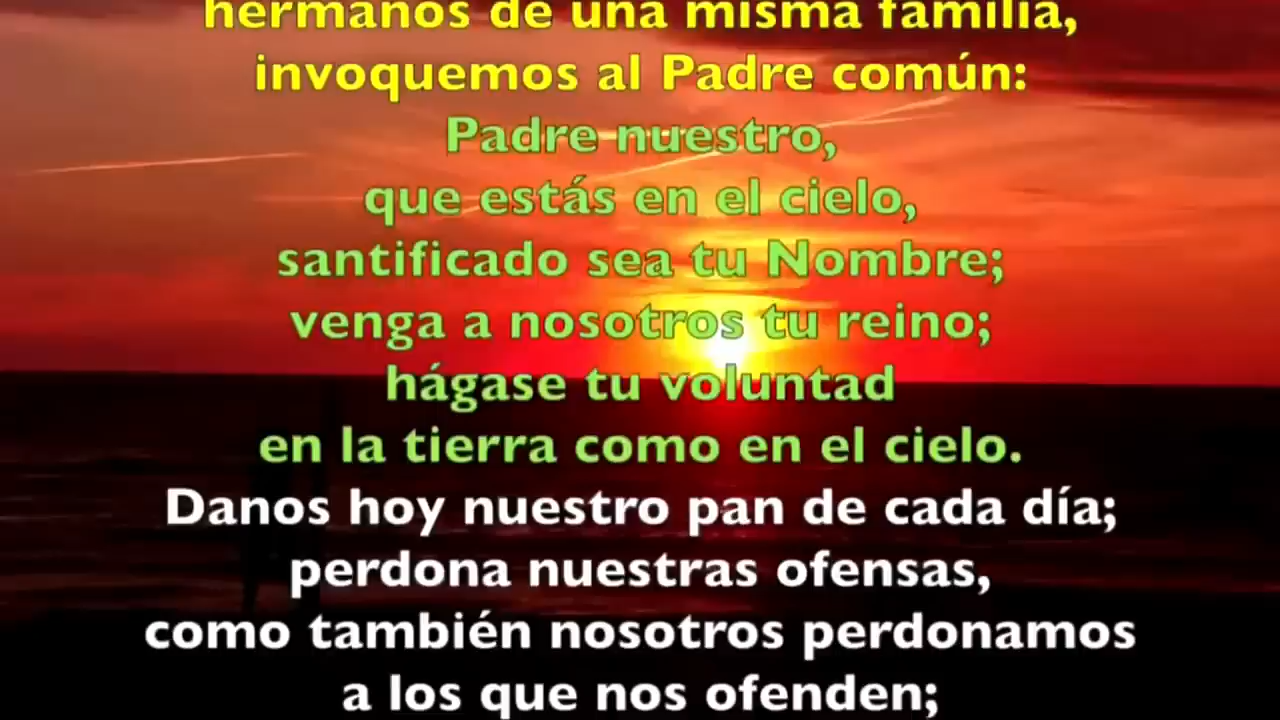 hermanos de una misma familia,
invoquemos al Padre común:
Padre nuestro,
que estás en el cielo,
santificado sea tu Nombre;
venga a nosotros tu reino;
hágase tu voluntad
en la tierra como en el cielo.
Danos hoy nuestro pan de cada día;
perdona nuestras ofensas,
como también nosotros perdonamos
a los que nos ofenden;